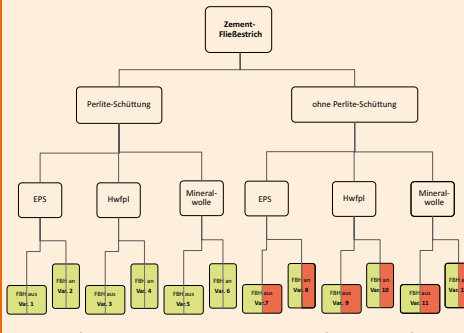 Zement-
Fließestrich
Perlite-Schüttung
ohne Perlite-Schüttung
EPS
Hwfpl
Mineral-
wolle
EPS
Hwfpl
Mineral-
wolle
FBH aus
Var. 1
FBH an
Var. 2
FBH aus
Var. 3
FBH an
Var. 4
FBH aus
Var.5
FBH an
Var. 6
FBH aus
Var.7
FBH an
Var. 8
FBH aus
Var. 9
FBH an
Var. 10
FBH aus
Var. 11
FBH
Var.